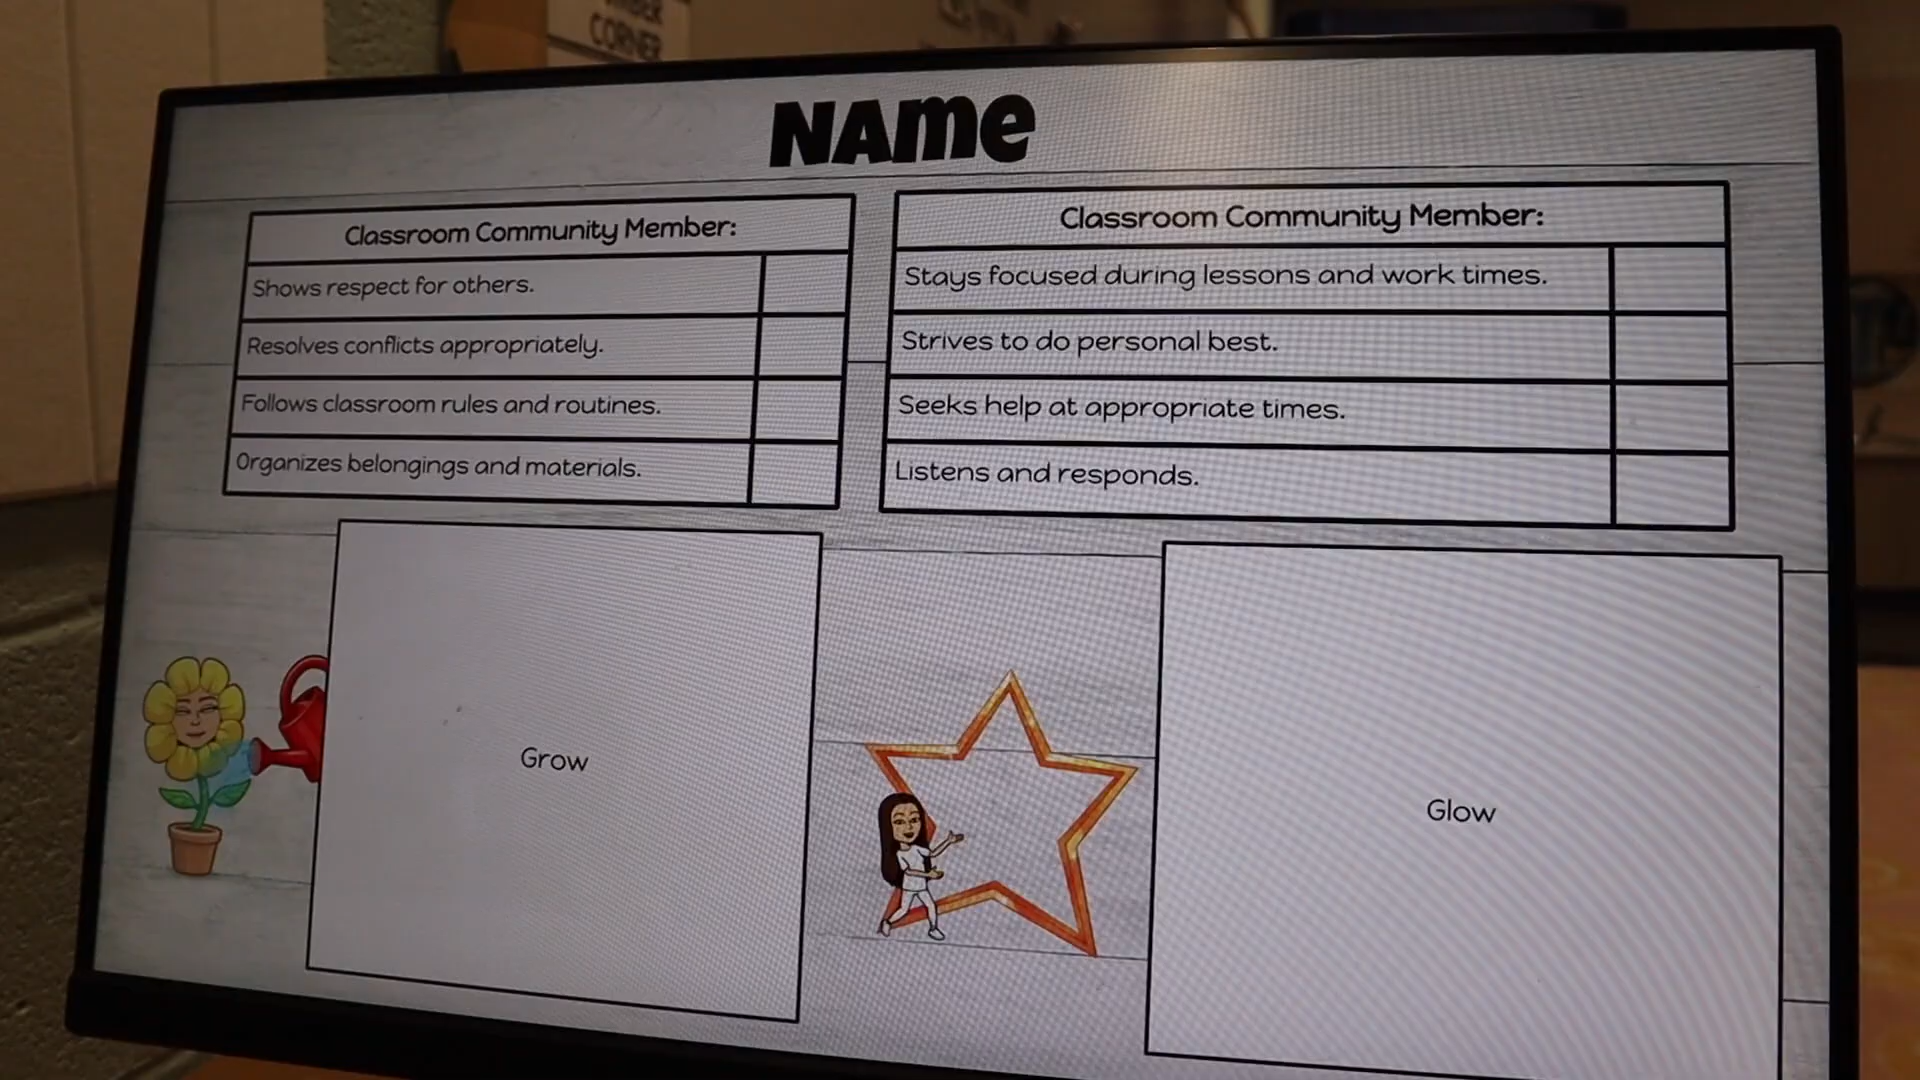 CORNER
NAme
Classroom Community Member:
Shows respect for others.
Resolves conflicts appropriately.
Follows classroom rules and routines.
Organizes belongings and materials.
Classroom Community Member:
Stays focused during lessons and work times.
Strives to do personal best.
Seeks help at appropriate times.
Listens and responds.
Grow
Glow